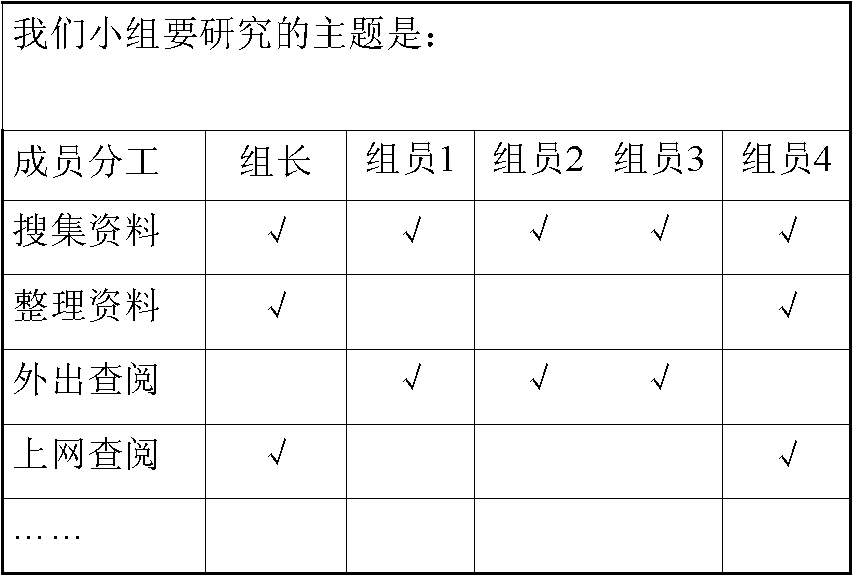 我们小组要研究的主题是：
成员分工 组长 组员1 组员2 组员3 组员4
搜集资料 √ √ √ √ √
整理资料 √ √
外出查阅 √ √ √
上网查阅 √ √
……